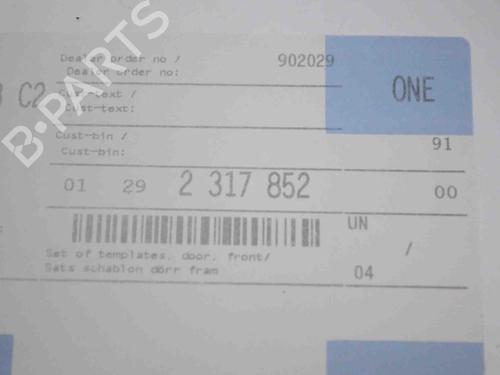 Dealer order no /
Dealer order no:
902029
ONE
C2
Cust-text /
Cust-text:
Cust-bin /
Cust-bin:
91
01 29 2 317 852 00
UN
/
04
Set of templates, door, front/
Sats schablon dörr fram
B-PARTS